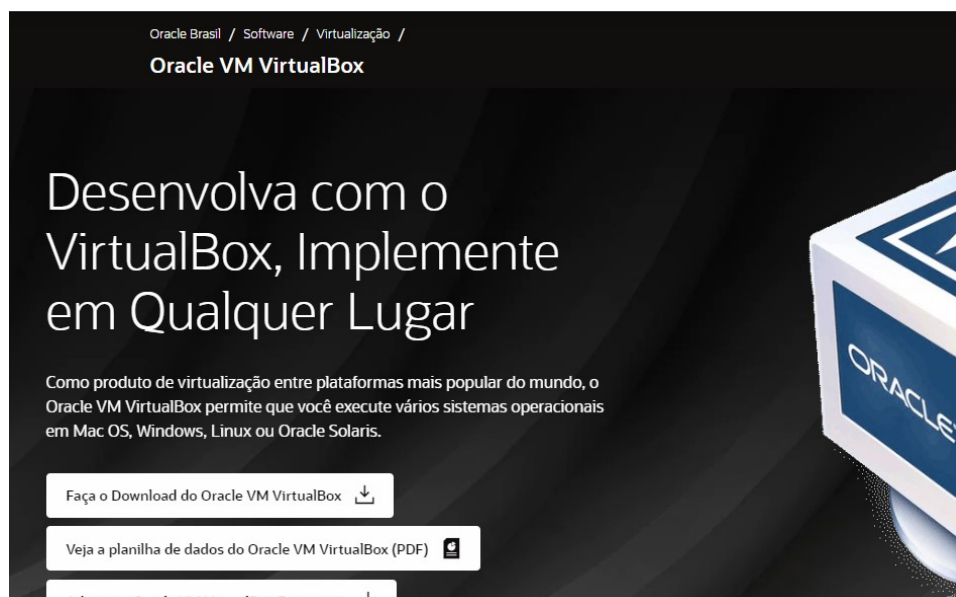 Oracle Brasil / Software / Virtualização /
Oracle VM VirtualBox
Desenvolva com o
VirtualBox, Implemente
em Qualquer Lugar
Como produto de virtualização entre plataformas mais popular do mundo, o
Oracle VM VirtualBox permite que você execute vários sistemas operacionais
em Mac OS, Windows, Linux ou Oracle Solaris.
ORACLE
Faça o Download do Oracle VM VirtualBox
Veja a planilha de dados do Oracle VM VirtualBox (PDF)